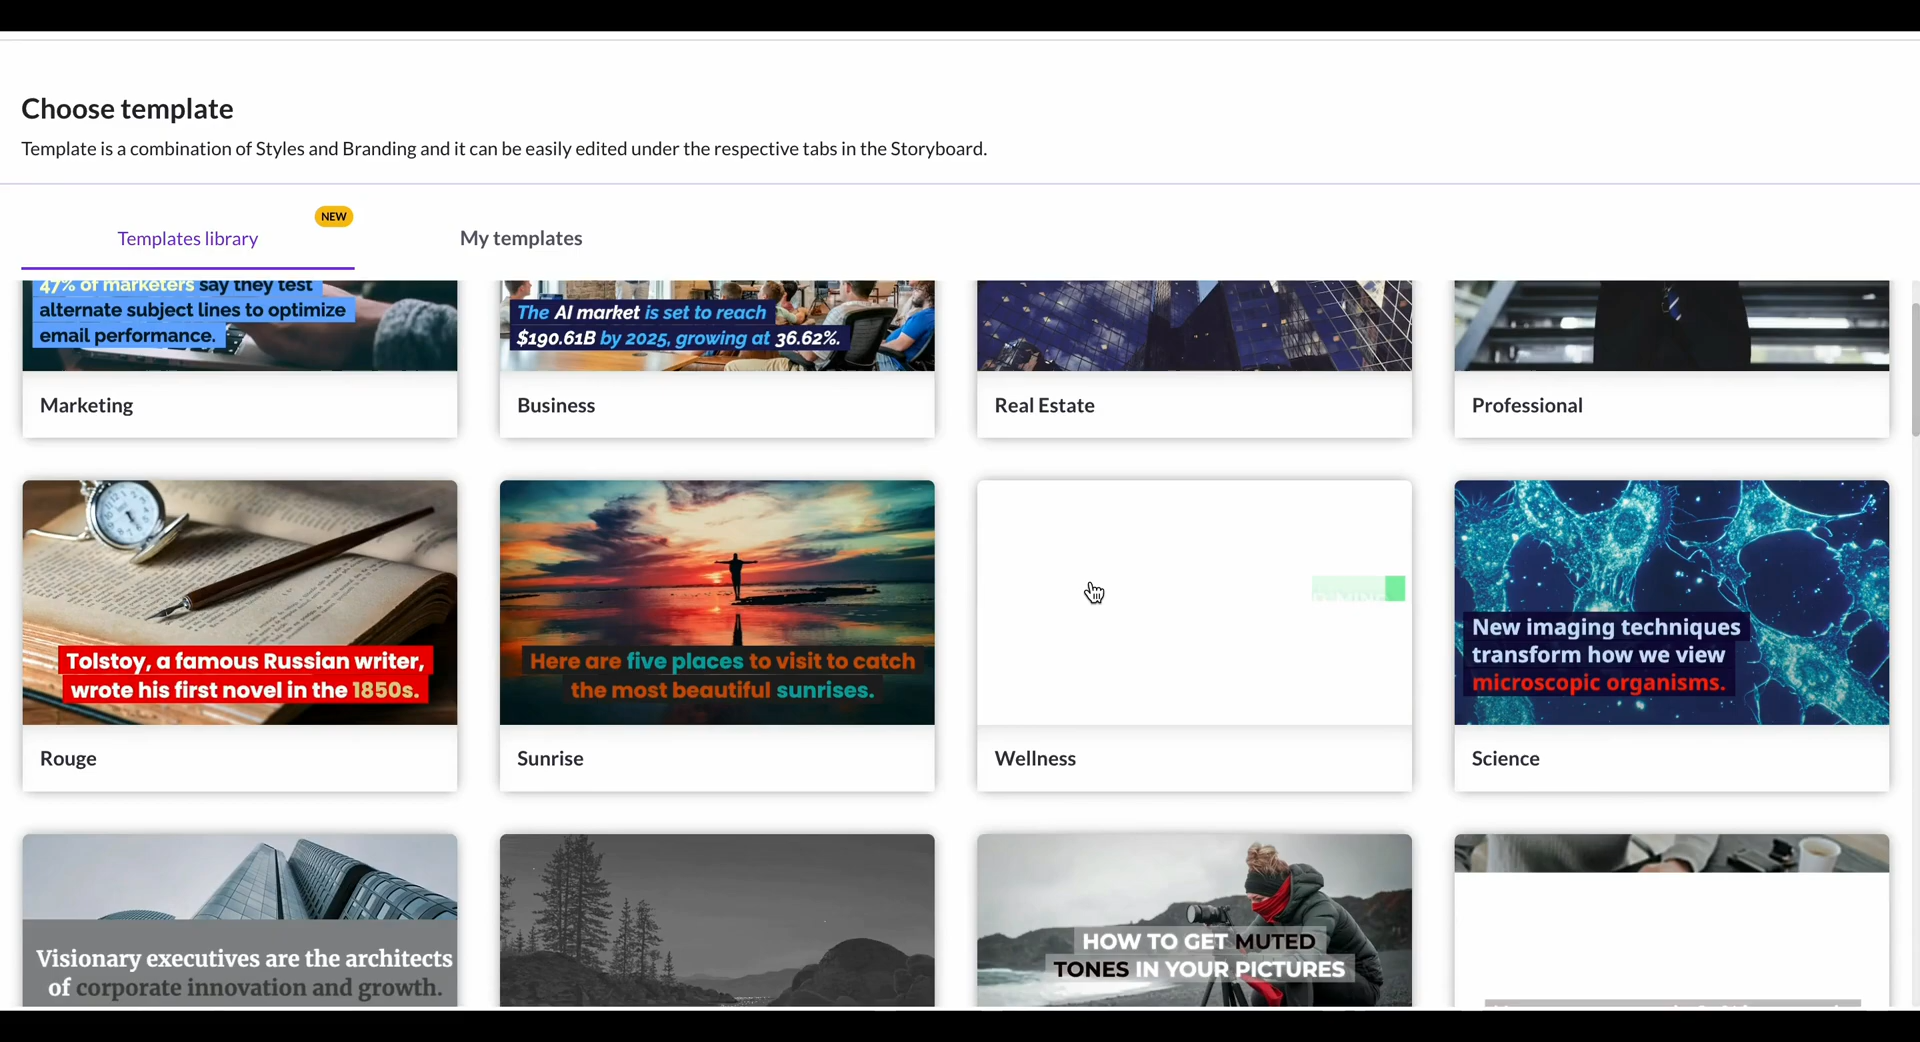 Choose template
Template is a combination of Styles and Branding and it can be easily edited under the respective tabs in the Storyboard.
NEW
Templates library
My templates
47% of marketers say they test
alternate subject lines to optimize
email performance.
The AI market is set to reach
$190.61B by 2025, growing at 36.62%.
Marketing
Business
Real Estate
Professional
Tolstoy, a famous Russian writer,
wrote his first novel in the 1850s.
Here are five places to visit to catch
the most beautiful sunrises.
New imaging techniques
transform how we view
microscopic organisms.
Rouge
Sunrise
Wellness
Science
Visionary executives are the architects
of corporate innovation and growth.
HOW TO GET MUTED
TONES IN YOUR PICTURES